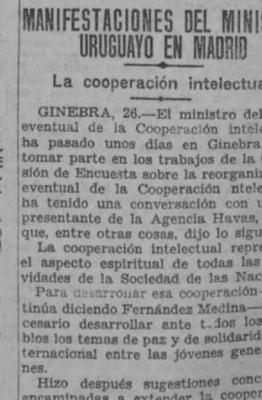 MANIFESTACIONES DEL MINI
URUGUAYO EN MADRID
La cooperación intelectua
GINEBRA, 26.—El ministro del
eventual de la Cooperación intele
ha pasado unos días en Ginebra
tomar parte en los trabajos de la C
sión de Encuesta sobre la reorgani
eventual de la Cooperación ntele
ha tenido una conversación con u
presentante de la Agencia Havas,
que, entre otras cosas, dijo lo sigu
La cooperación intelectual repre
el aspecto espiritual de todas las
vidades de la Sociedad de las Nac
Para desarrollar esa cooperación—
tinúa diciendo Fernández Medina—
cesario desarrollar ante todos los
blos los temas de paz y de solidarid
ternacional entre las jóvenes gene
nes.
Hizo después sugestiones conc
encaminadas a extender la cooper